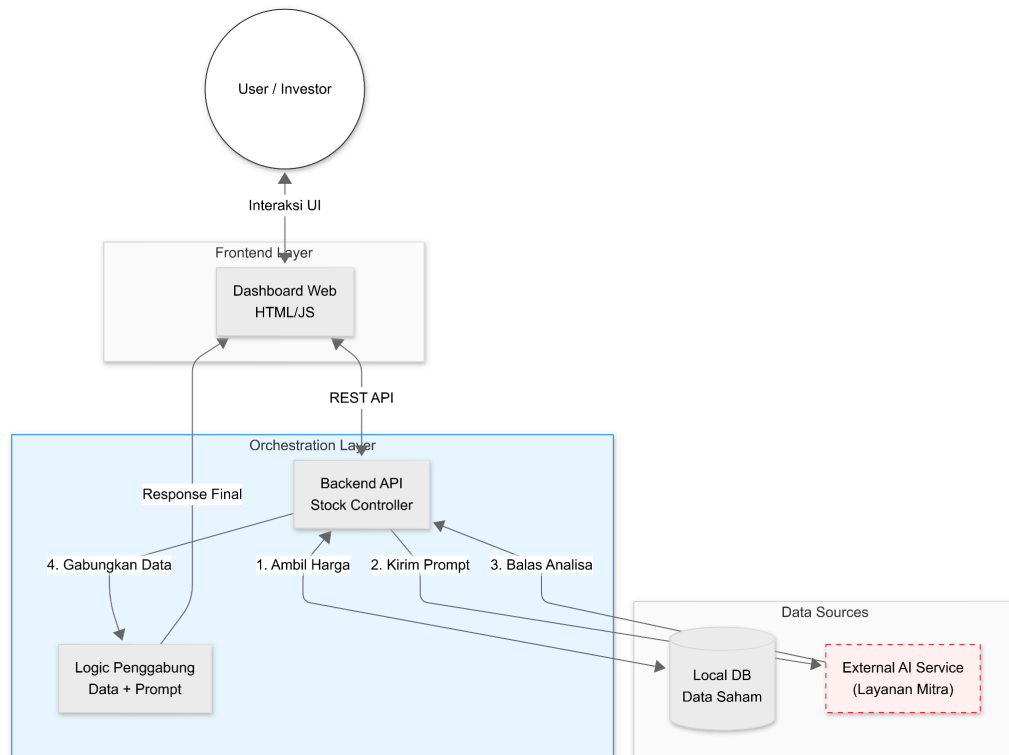 User / Investor
Interaksi UI
Frontend Layer
Dashboard Web
HTML/JS
REST API
Orchestration Layer
Backend API
Stock Controller
Response Final
4. Gabungkan Data
1. Ambil Harga
2. Kirim Prompt
3. Balas Analisa
Data Sources
Logic Penggabung
Data + Prompt
Local DB
Data Saham
External AI Service
(Layanan Mitra)